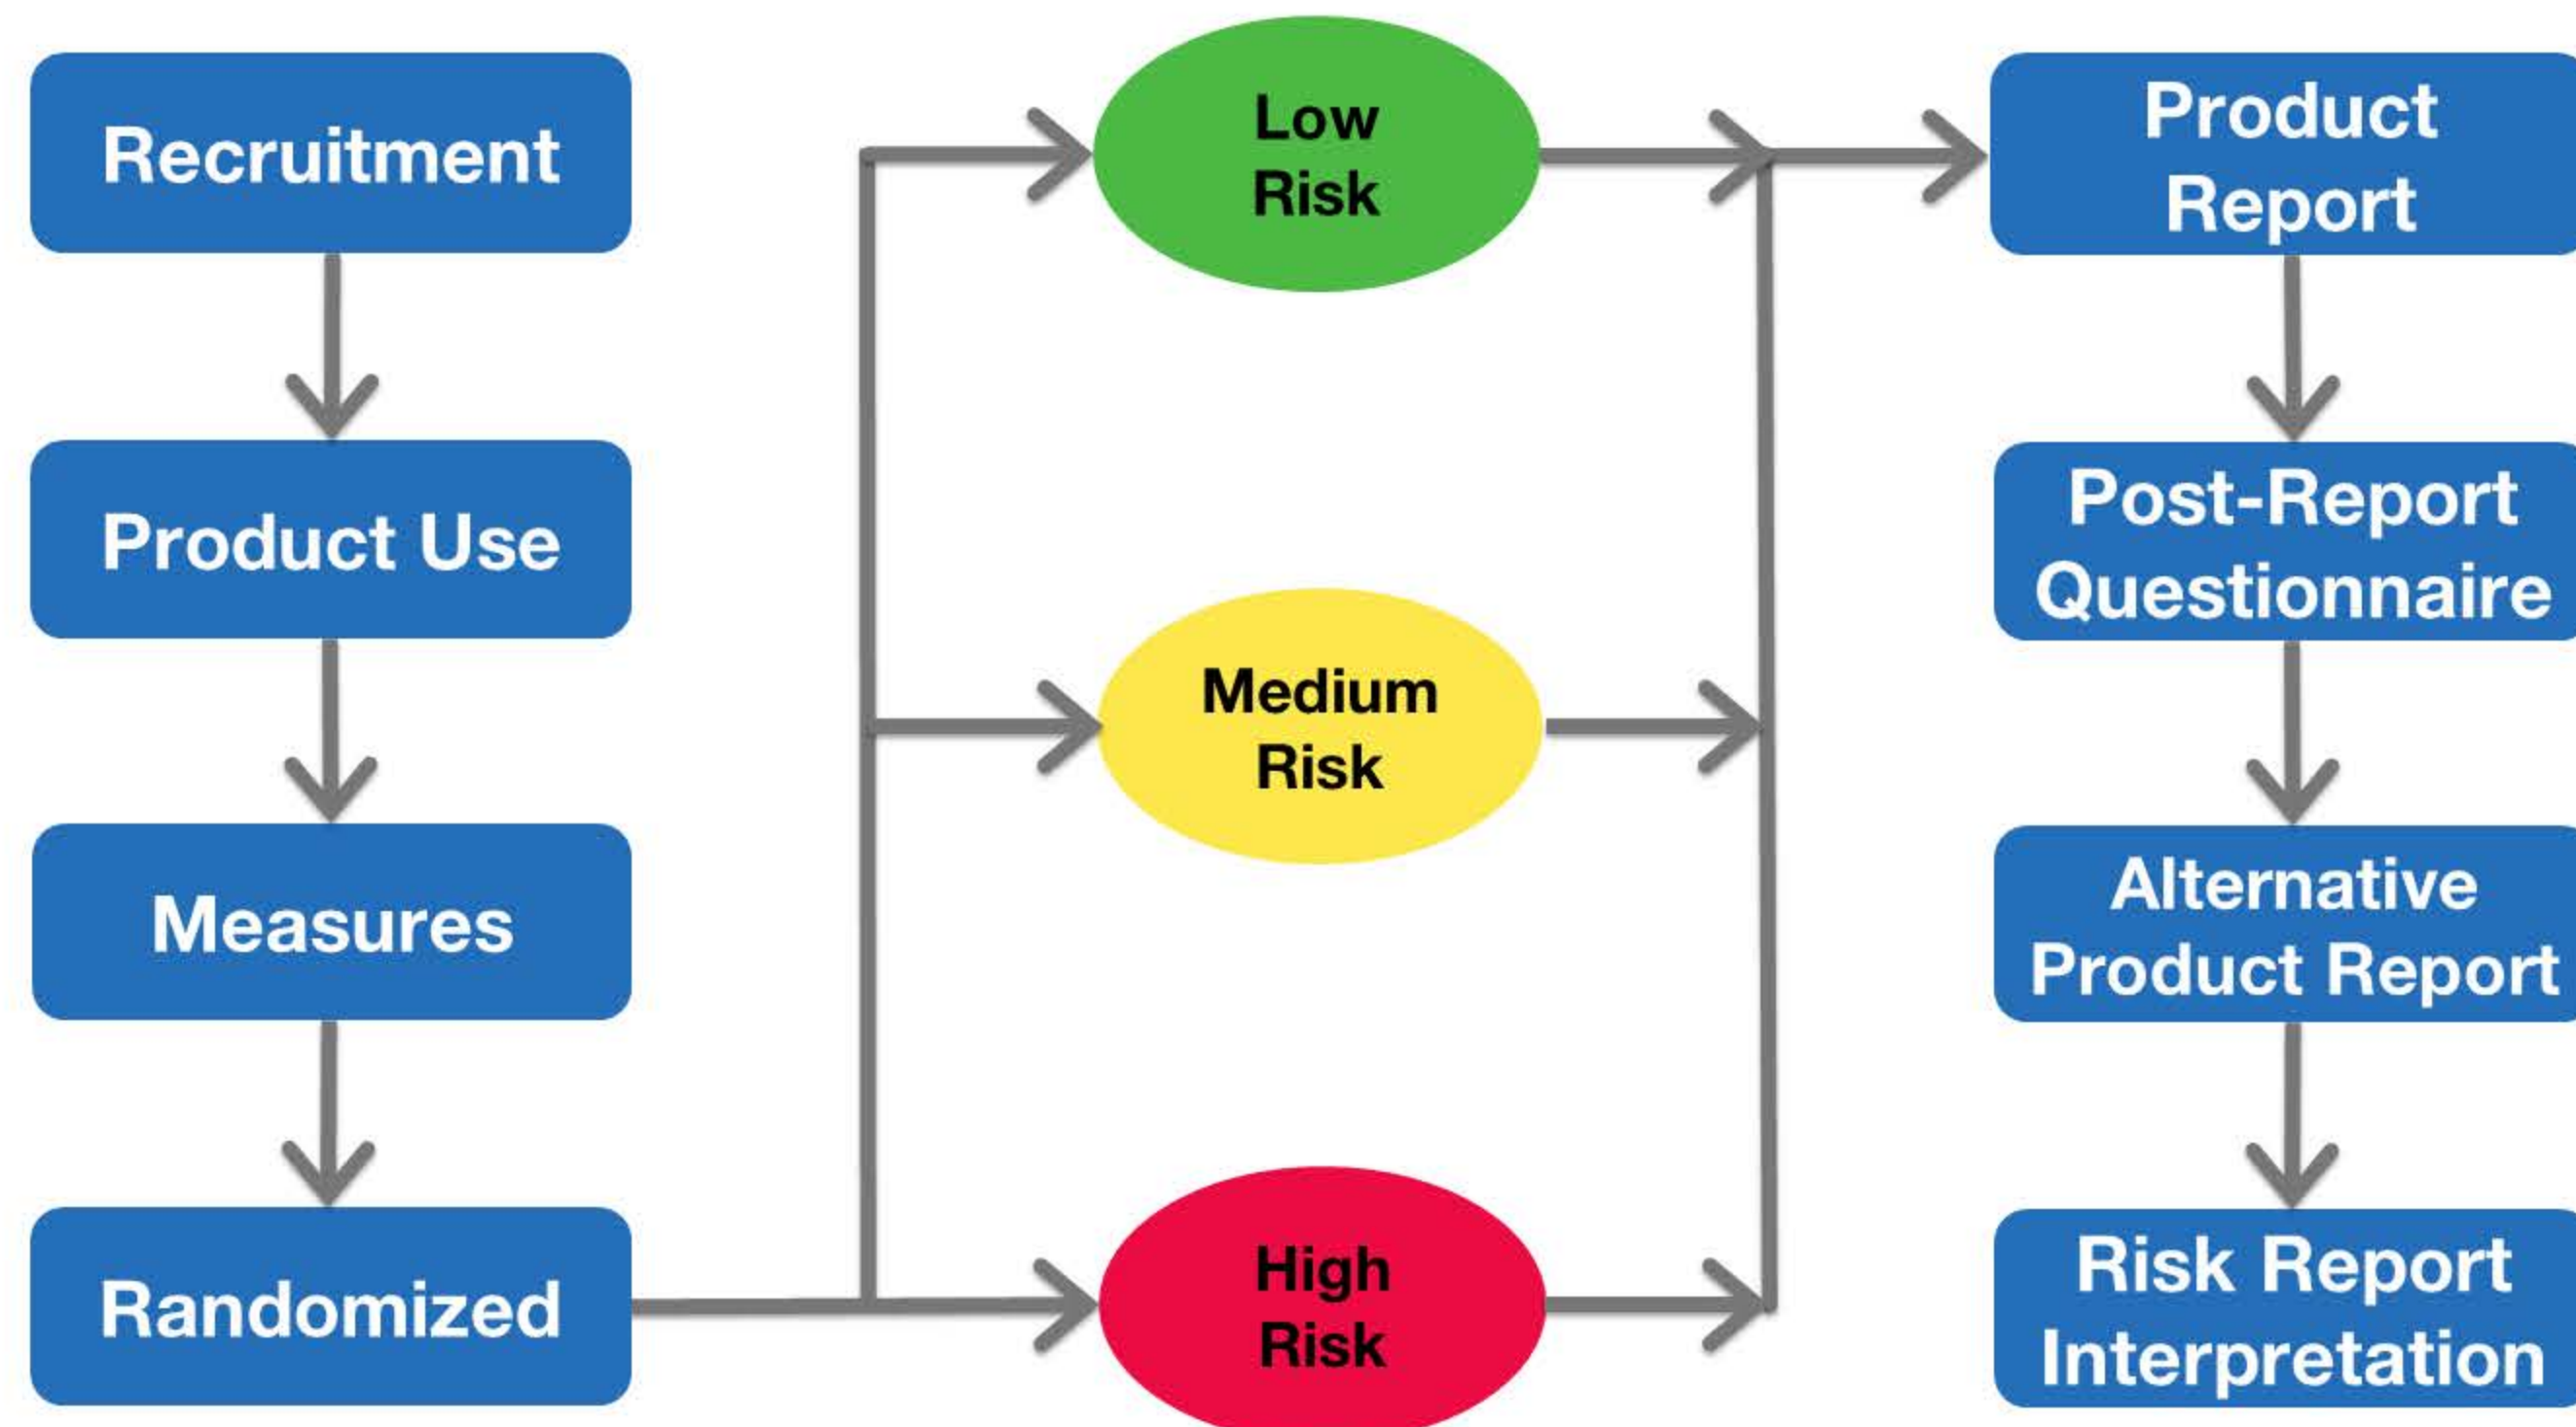 Recruitment
Product Use
Measures
Randomized
Low
Risk
Medium
Risk
High
Risk
Product
Report
Post-Report
Questionnaire
Alternative
Product Report
Risk Report
Interpretation